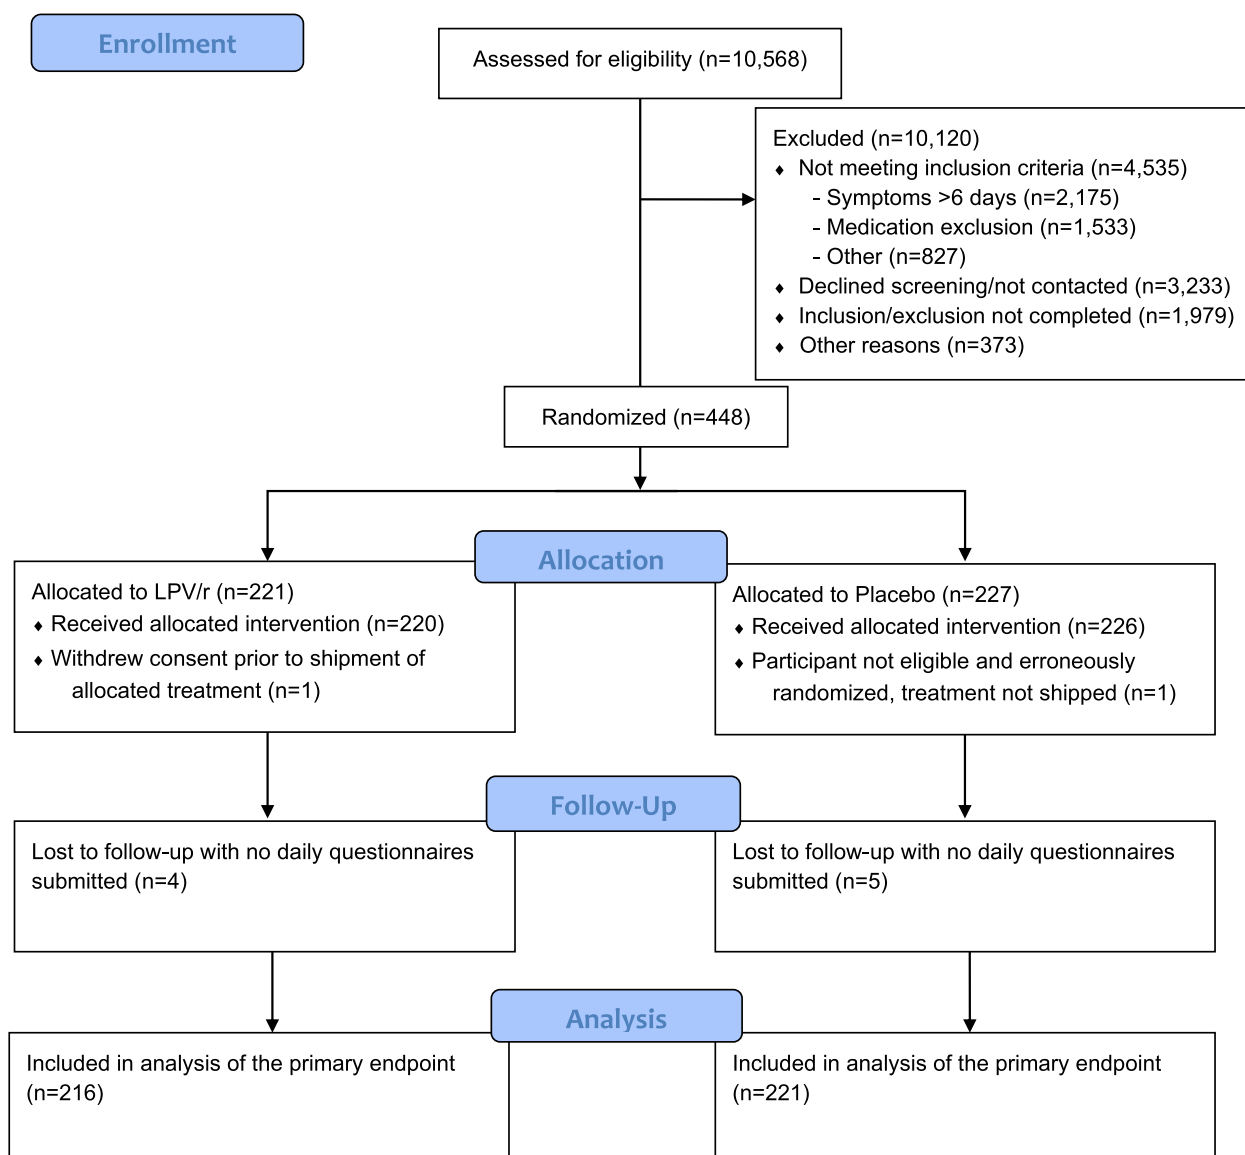 Enrollment
Assessed for eligibility (n=10,568)
Excluded (n=10,120)
♦ Not meeting inclusion criteria (n=4,535)
- Symptoms >6 days (n=2,175)
- Medication exclusion (n=1,533)
- Other (n=827)
♦ Declined screening/not contacted (n=3,233)
♦ Inclusion/exclusion not completed (n=1,979)
♦ Other reasons (n=373)
Randomized (n=448)
Allocation
Allocated to LPV/r (n=221)
♦ Received allocated intervention (n=220)
♦ Withdrew consent prior to shipment of
allocated treatment (n=1)
Allocated to Placebo (n=227)
♦ Received allocated intervention (n=226)
♦ Participant not eligible and erroneously
randomized, treatment not shipped (n=1)
Follow-Up
Lost to follow-up with no daily questionnaires
submitted (n=4)
Lost to follow-up with no daily questionnaires
submitted (n=5)
Analysis
Included in analysis of the primary endpoint
(n=216)
Included in analysis of the primary endpoint
(n=221)